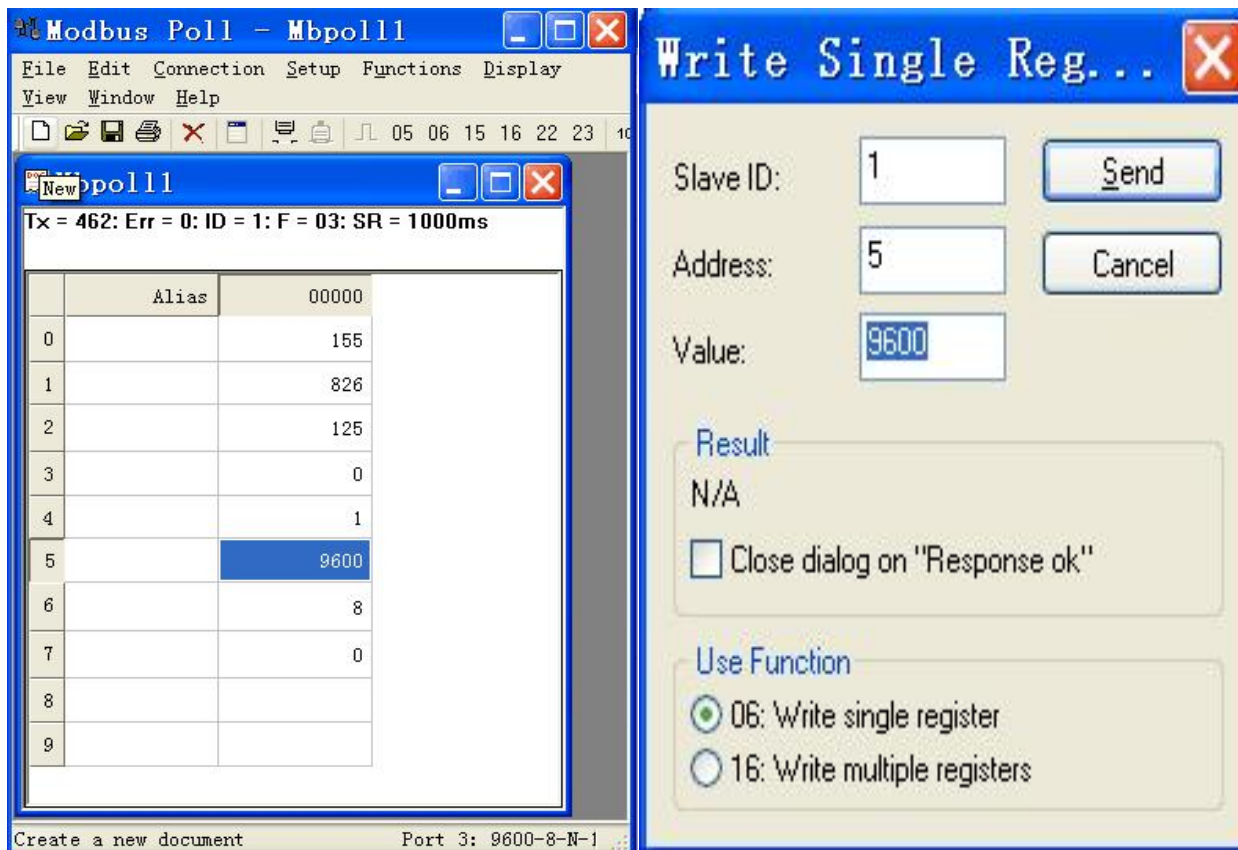 Modbus Poll - Mbpoll1
File Edit Connection Setup Functions Display
View Window Help
05 06 15 16 22 23
Mbpoll1
New
Tx = 462: Err = 0: ID = 1: F = 03: SR = 1000ms
Alias 00000
0 155
1 826
2 125
3 0
4 1
5 9600
6 8
7 0
8
9
Create a new document Port 3: 9600-8-N-1
Write Single Reg...
Slave ID: 1 Send
Address: 5 Cancel
Value: 9600
Result
N/A
Close dialog on "Response ok"
Use Function
06: Write single register
16: Write multiple registers